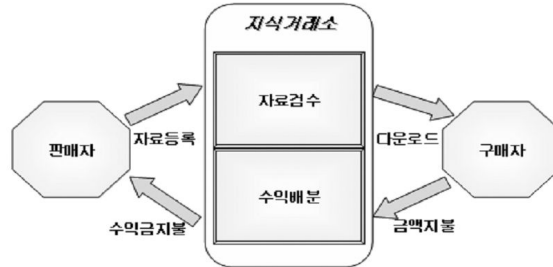 지식거래소
자료검수
자료등록
다운로드
판매자
구매자
수익배분
수익금지불
금액지불